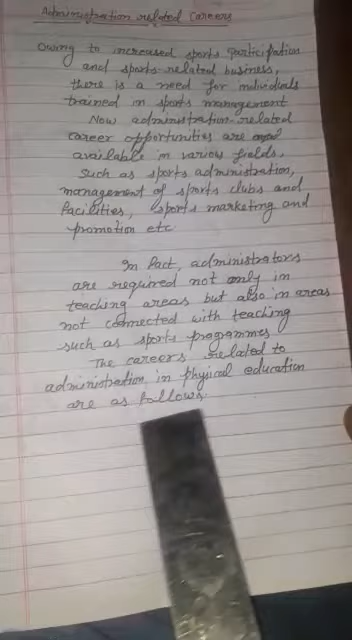 Administration related Careers
Owing to increased sports participation
and sports-related business,
there is a need for individuals
trained in sports management
Now administration-related
career opportunities are
available in various fields,
Such as sports administration,
management of sports clubs and
facilities, sports marketing and
promotion etc
In fact, administrators
are required not only in
teaching areas but also in areas
not connected with teaching
such as sports programmes.
The careers related to
administration in physical education
are as follows.